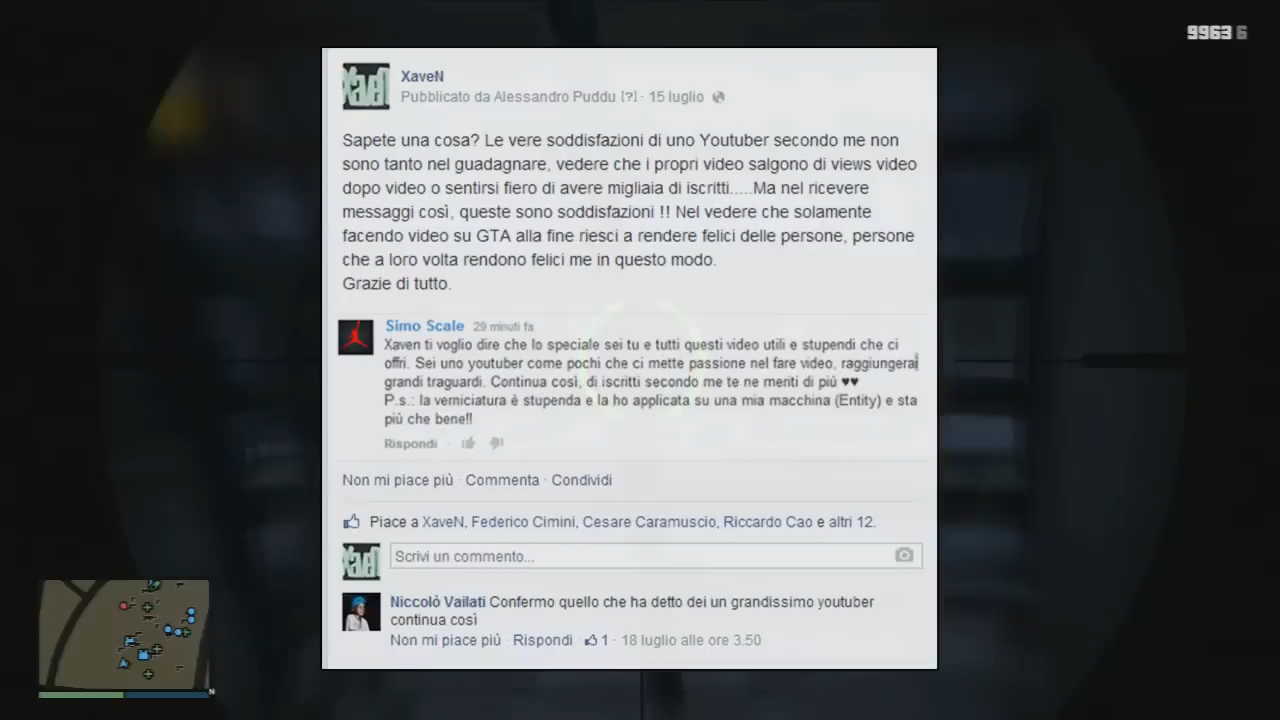 9963 6
XaveN
XaveN
Pubblicato da Alessandro Puddu [?] · 15 luglio
Sapete una cosa? Le vere soddisfazioni di uno Youtuber secondo me non
sono tanto nel guadagnare, vedere che i propri video salgono di views video
dopo video o sentirsi fiero di avere migliaia di iscritti.....Ma nel ricevere
messaggi così, queste sono soddisfazioni !! Nel vedere che solamente
facendo video su GTA alla fine riesci a rendere felici delle persone, persone
che a loro volta rendono felici me in questo modo.
Grazie di tutto.
Simo Scale 29 minuti fa
Xaven ti voglio dire che lo speciale sei tu e tutti questi video utili e stupendi che ci
offri. Sei uno youtuber come pochi che ci mette passione nel fare video, raggiungerai
grandi traguardi. Continua così, di iscritti secondo me te ne meriti di più ♥♥
P.s.: la verniciatura è stupenda e la ho applicata su una mia macchina (Entity) e sta
più che bene!!
Rispondi ·
Non mi piace più · Commenta · Condividi
Piace a XaveN, Federico Cimini, Cesare Caramuscio, Riccardo Cao e altri 12.
XaveN
Scrivi un commento...
Niccolò Vailati Confermo quello che ha detto dei un grandissimo youtuber
continua così
Non mi piace più · Rispondi · 1 · 18 luglio alle ore 3.50
N